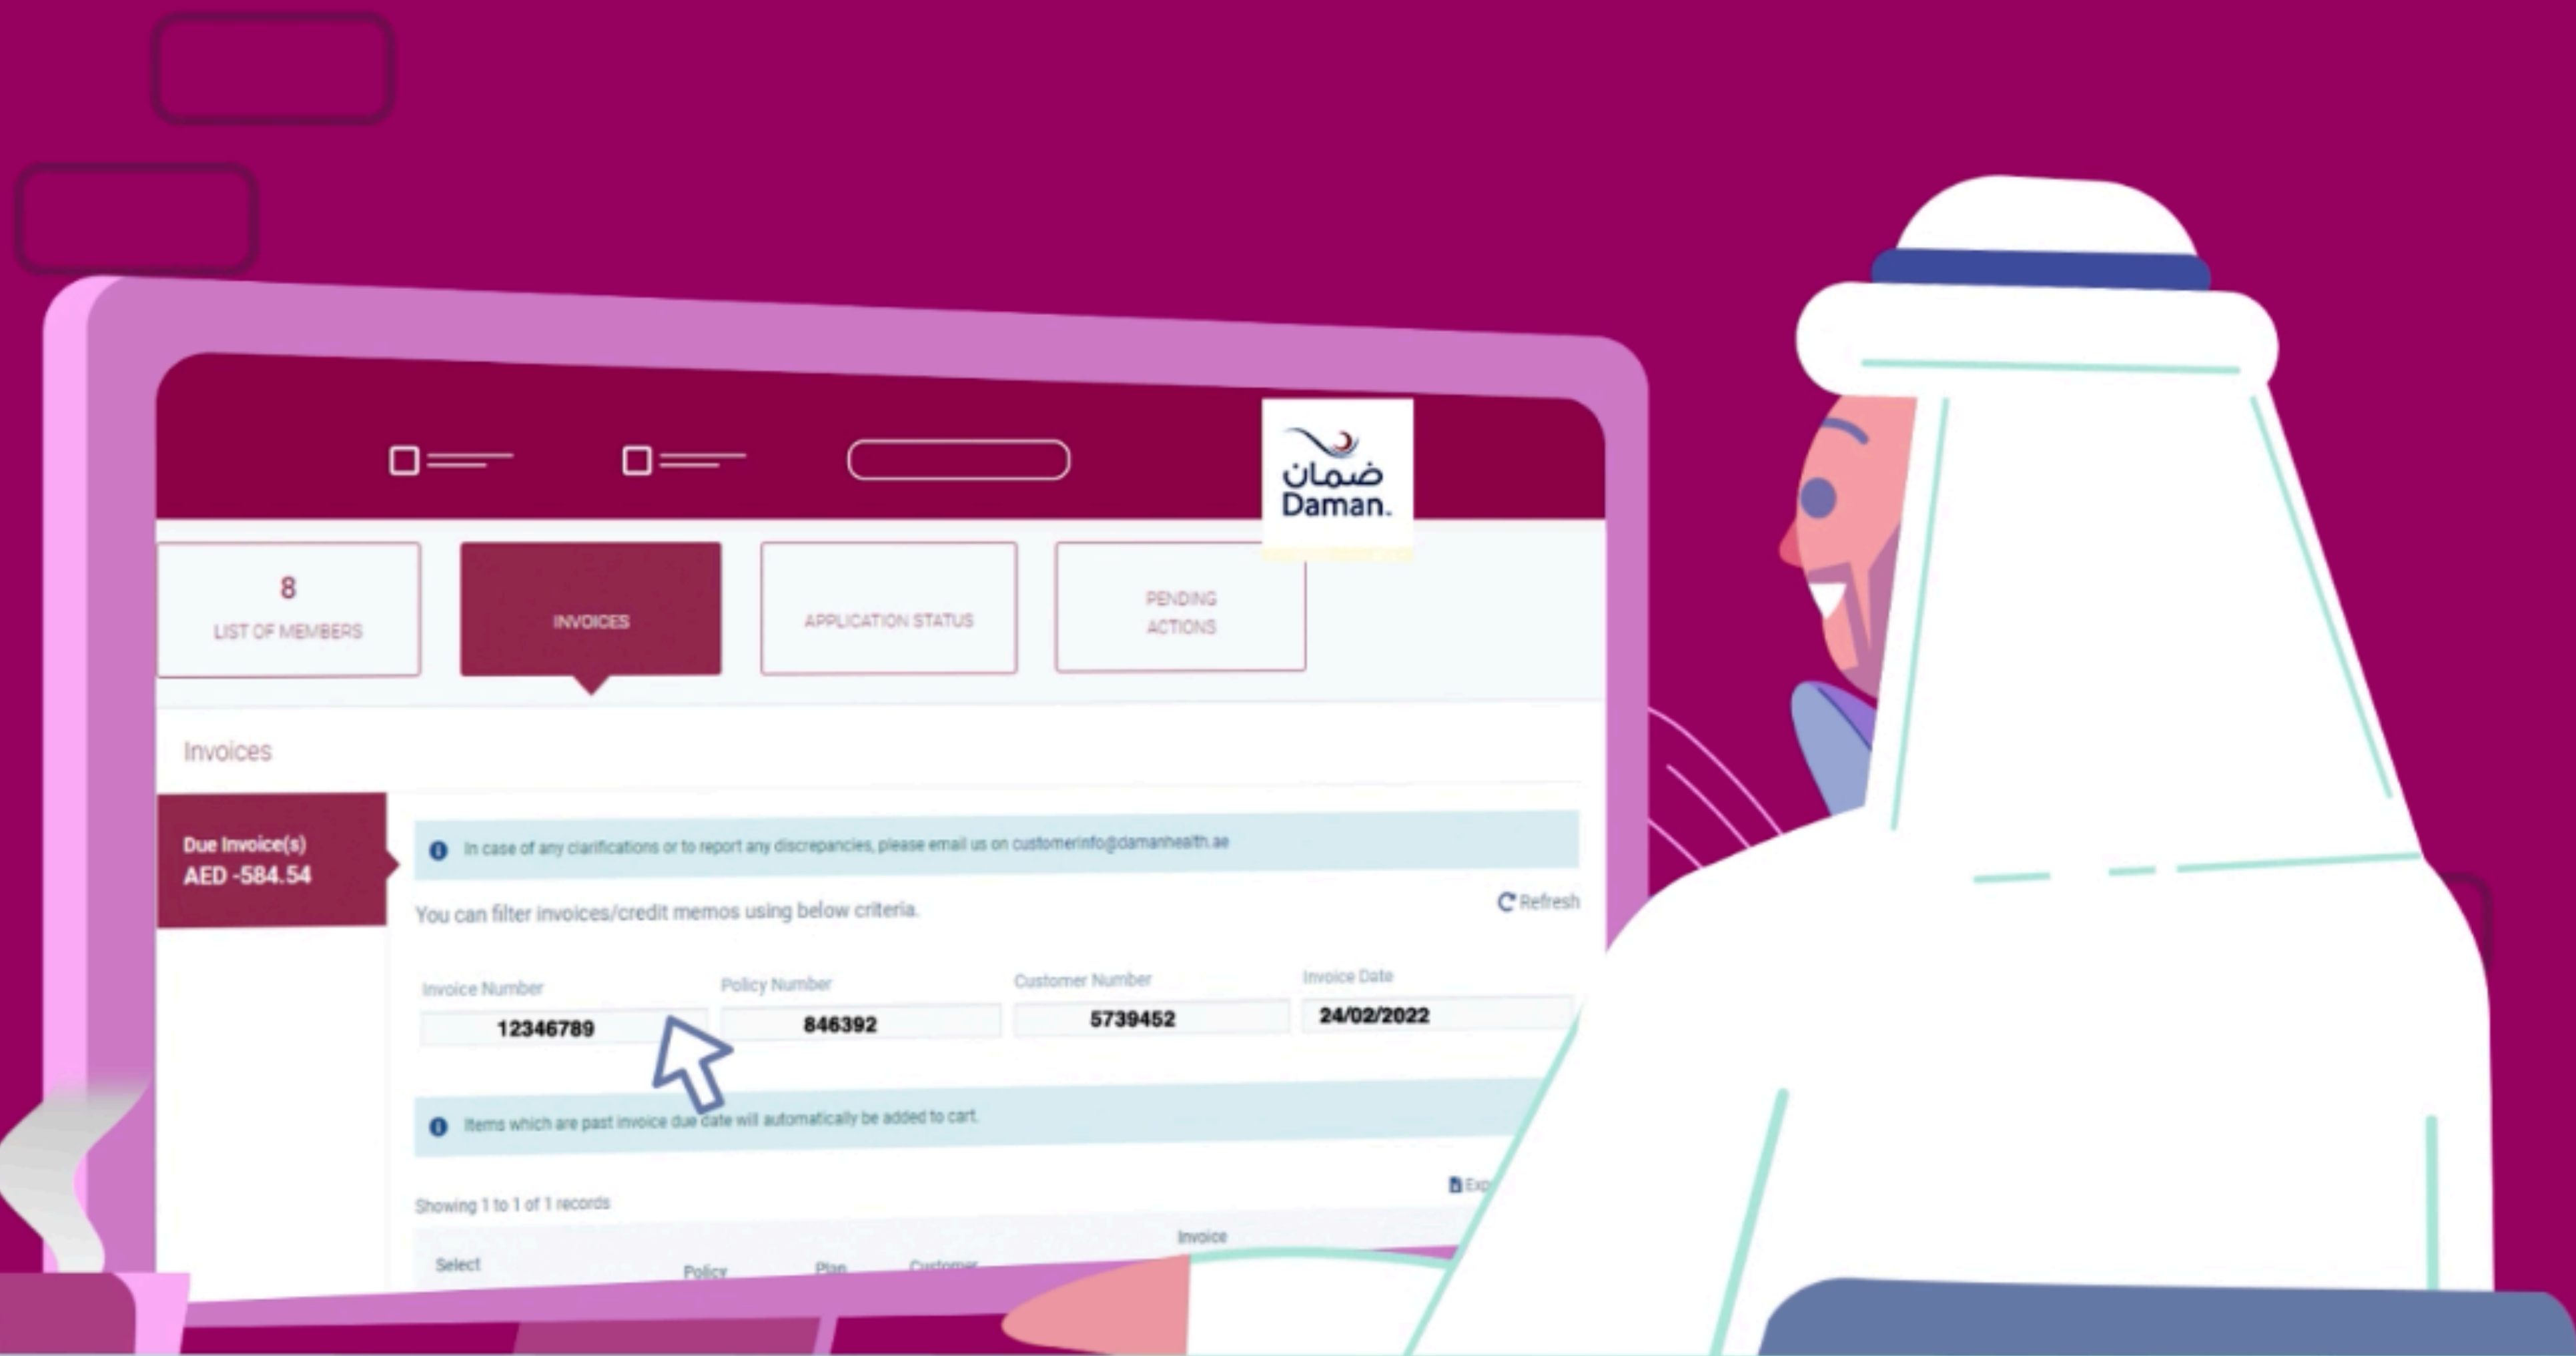 ضمان
Daman.
8
LIST OF MEMBERS
INVOICES
APPLICATION STATUS
PENDING
ACTIONS
Invoices
Due Invoice(s)
AED -584.54
In case of any clarifications or to report any discrepancies, please email us on customerinfo@damanhealth.ae
You can filter invoices/credit memos using below criteria.
Refresh
Invoice Number
Policy Number
Customer Number
Invoice Date
12346789
846392
5739452
24/02/2022
Items which are past invoice due date will automatically be added to cart.
Showing 1 to 1 of 1 records
Exp
Invoice
Select
Policy
Plan
Customer